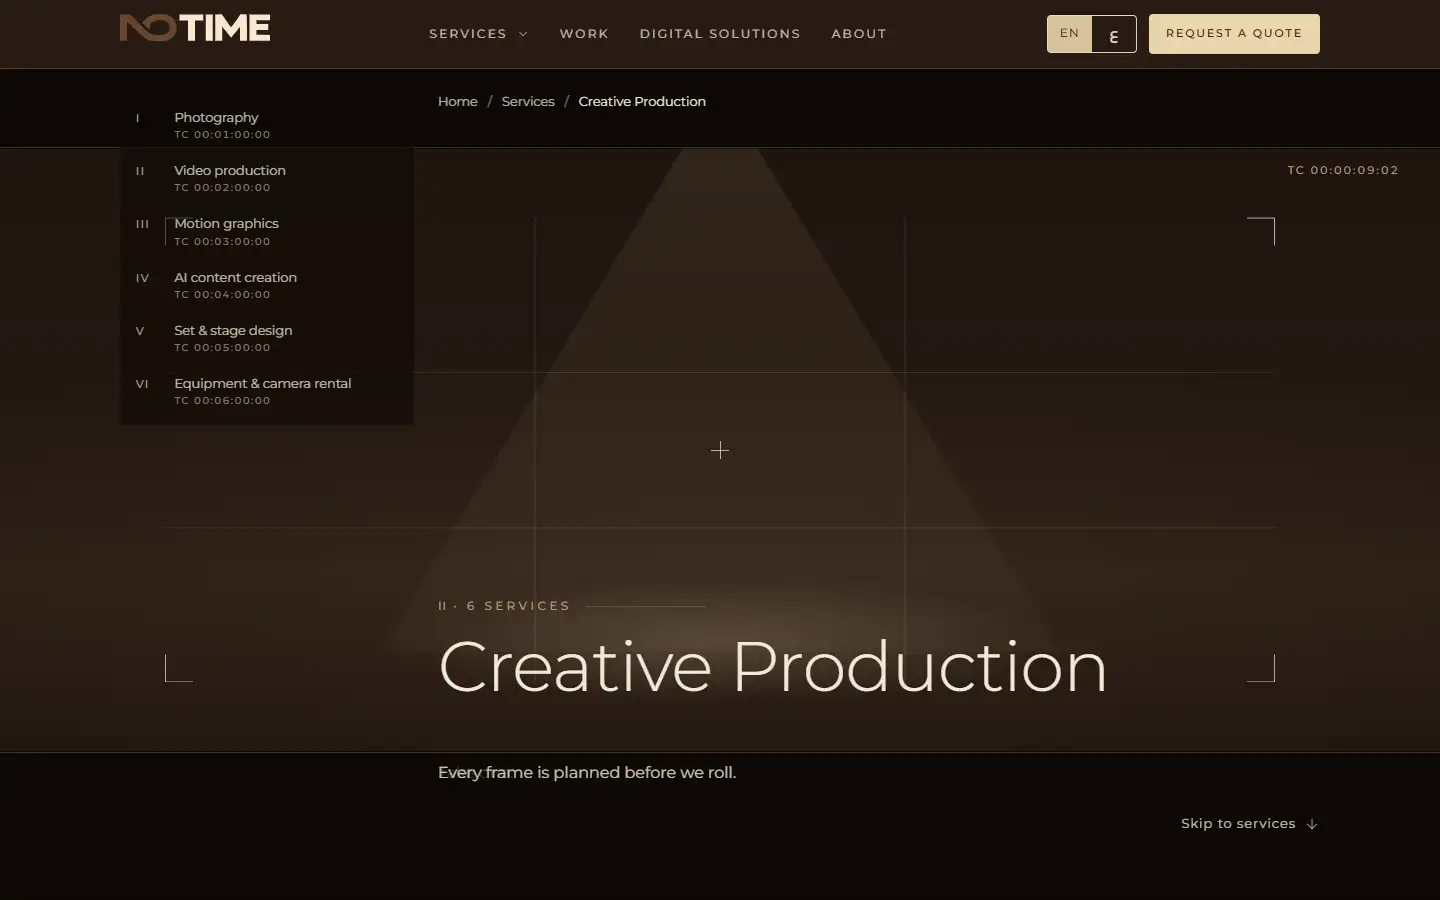 NOTIME
SERVICES
WORK
DIGITAL SOLUTIONS
ABOUT
EN
ع
REQUEST A QUOTE
Home / Services / Creative Production
I Photography
TC 00:01:00:00
II Video production
TC 00:02:00:00
III Motion graphics
TC 00:03:00:00
IV AI content creation
TC 00:04:00:00
V Set & stage design
TC 00:05:00:00
VI Equipment & camera rental
TC 00:06:00:00
TC 00:00:09:02
II · 6 SERVICES
Creative Production
Every frame is planned before we roll.
Skip to services ↓